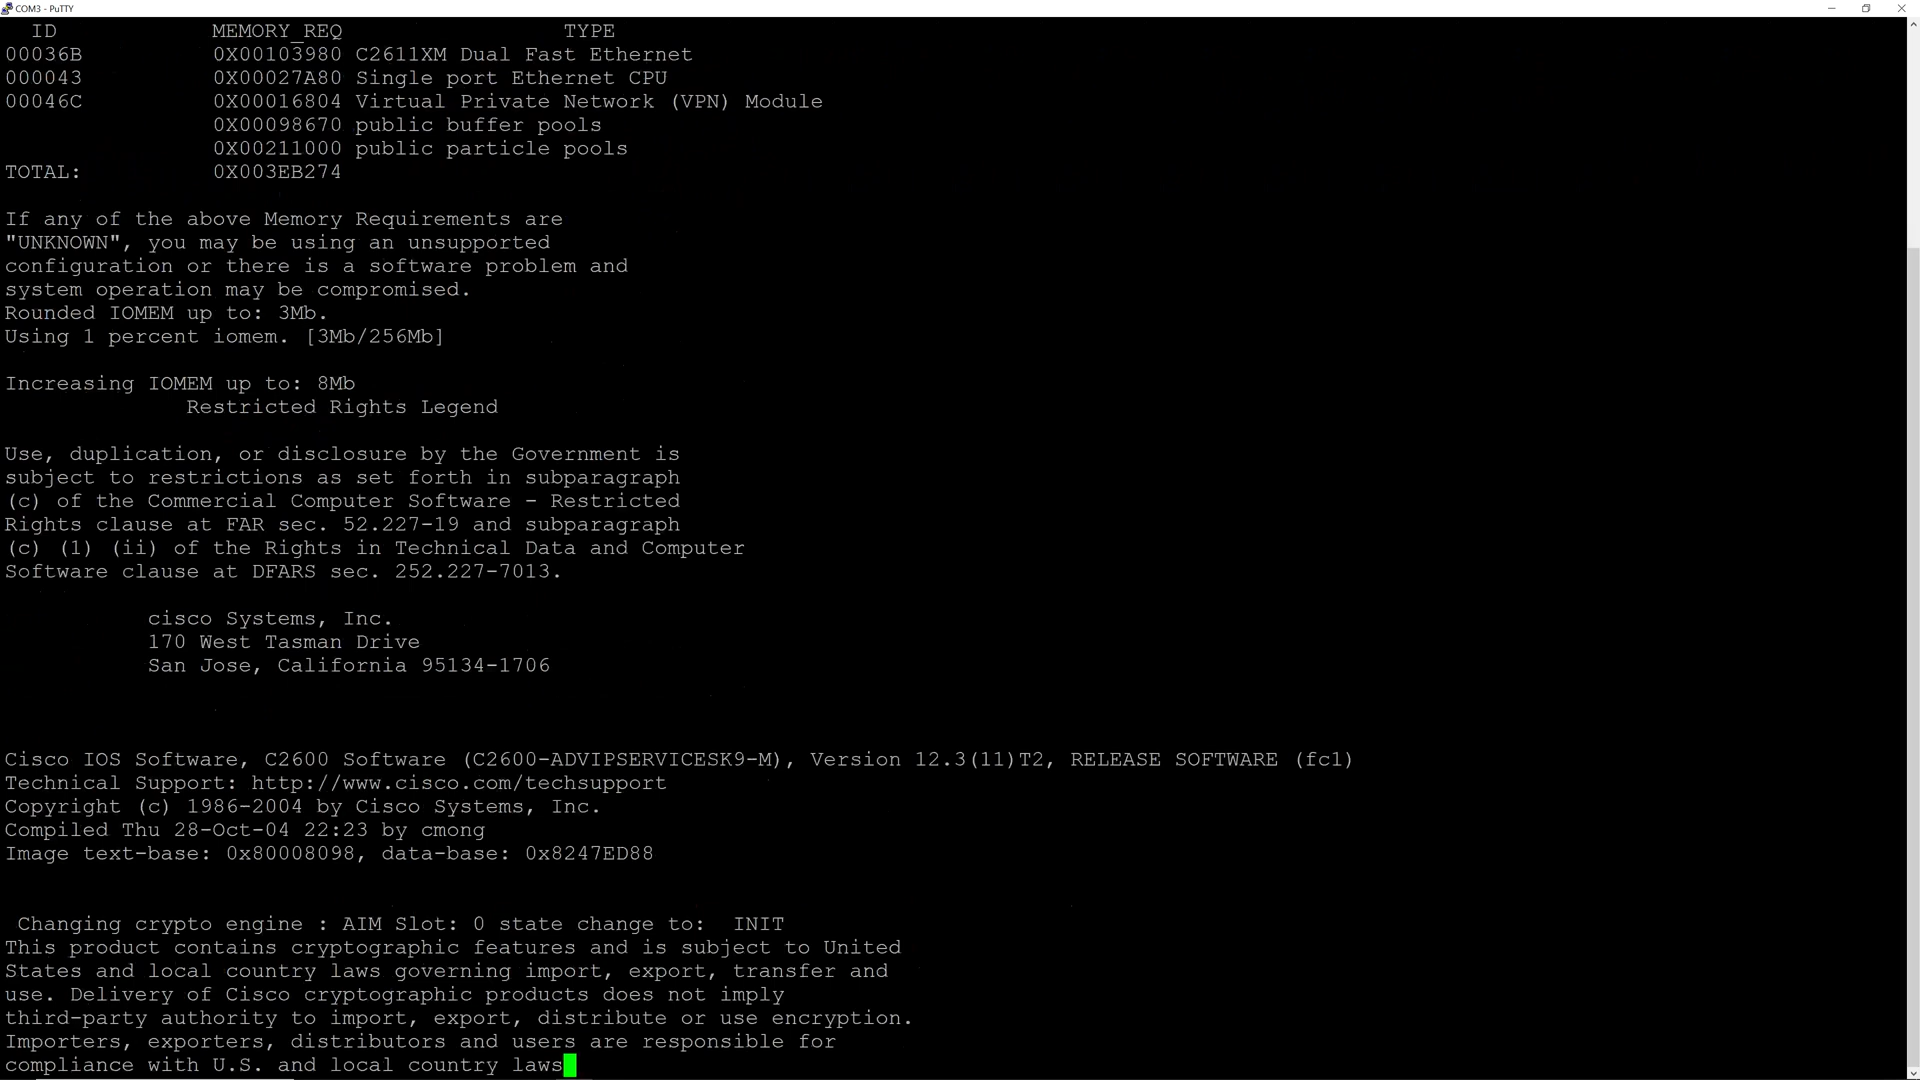 COM3 - PuTTY
ID MEMORY_REQ TYPE
00036B 0X00103980 C2611XM Dual Fast Ethernet
000043 0X00027A80 Single port Ethernet CPU
00046C 0X00016804 Virtual Private Network (VPN) Module
0X00098670 public buffer pools
0X00211000 public particle pools
TOTAL: 0X003EB274
If any of the above Memory Requirements are
"UNKNOWN", you may be using an unsupported
configuration or there is a software problem and
system operation may be compromised.
Rounded IOMEM up to: 3Mb.
Using 1 percent iomem. [3Mb/256Mb]
Increasing IOMEM up to: 8Mb
Restricted Rights Legend
Use, duplication, or disclosure by the Government is
subject to restrictions as set forth in subparagraph
(c) of the Commercial Computer Software - Restricted
Rights clause at FAR sec. 52.227-19 and subparagraph
(c) (1) (ii) of the Rights in Technical Data and Computer
Software clause at DFARS sec. 252.227-7013.
cisco Systems, Inc.
170 West Tasman Drive
San Jose, California 95134-1706
Cisco IOS Software, C2600 Software (C2600-ADVIPSERVICESK9-M), Version 12.3(11)T2, RELEASE SOFTWARE (fc1)
Technical Support: http://www.cisco.com/techsupport
Copyright (c) 1986-2004 by Cisco Systems, Inc.
Compiled Thu 28-Oct-04 22:23 by cmong
Image text-base: 0x80008098, data-base: 0x8247ED88
Changing crypto engine : AIM Slot: 0 state change to: INIT
This product contains cryptographic features and is subject to United
States and local country laws governing import, export, transfer and
use. Delivery of Cisco cryptographic products does not imply
third-party authority to import, export, distribute or use encryption.
Importers, exporters, distributors and users are responsible for
compliance with U.S. and local country laws